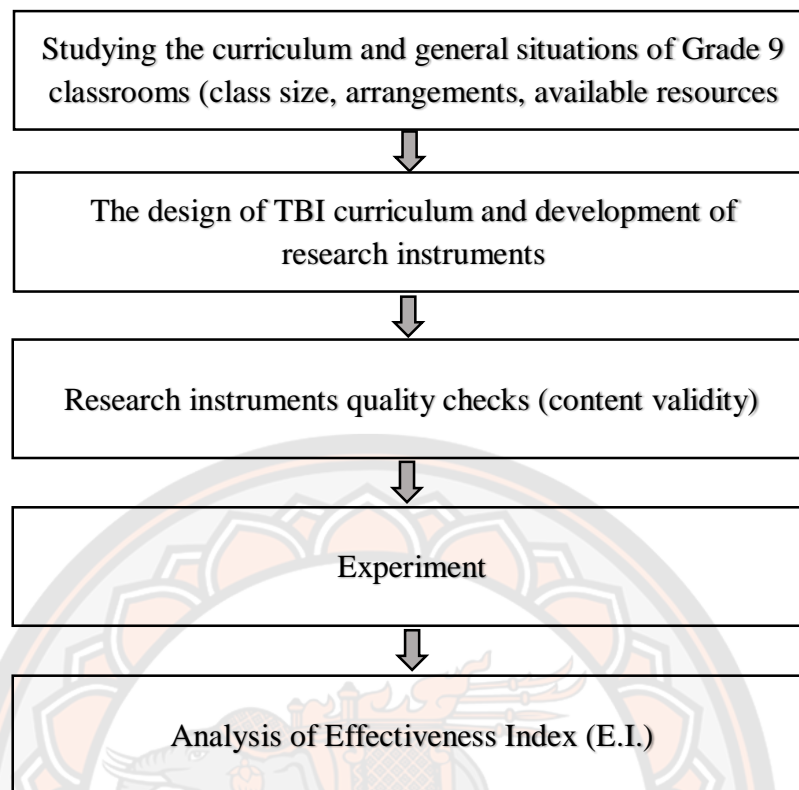 Studying the curriculum and general situations of Grade 9
classrooms (class size, arrangements, available resources
The design of TBI curriculum and development of
research instruments
Research instruments quality checks (content validity)
Experiment
Analysis of Effectiveness Index (E.I.)